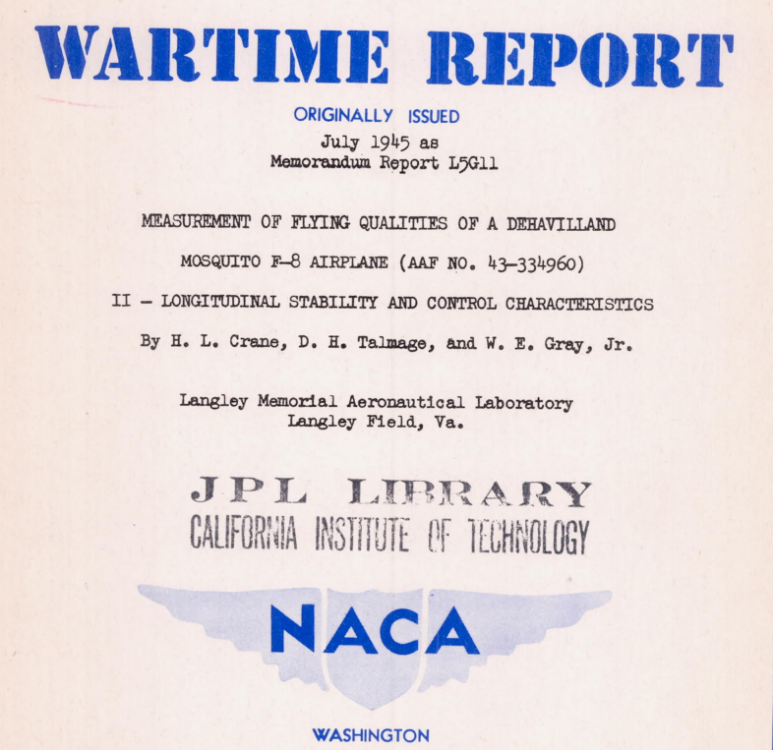 WARTIME REPORT
ORIGINALLY ISSUED
July 1945 as
Memorandum Report L5G11
MEASUREMENT OF FLYING QUALITIES OF A DEHAVILLAND
MOSQUITO F-8 AIRPLANE (AAF NO. 43-334960)
II - LONGITUDINAL STABILITY AND CONTROL CHARACTERISTICS
By H. L. Crane, D. H. Talmage, and W. E. Gray, Jr.
Langley Memorial Aeronautical Laboratory
Langley Field, Va.
JPL LIBRARY
CALIFORNIA INSTITUTE OF TECHNOLOGY
NACA
WASHINGTON